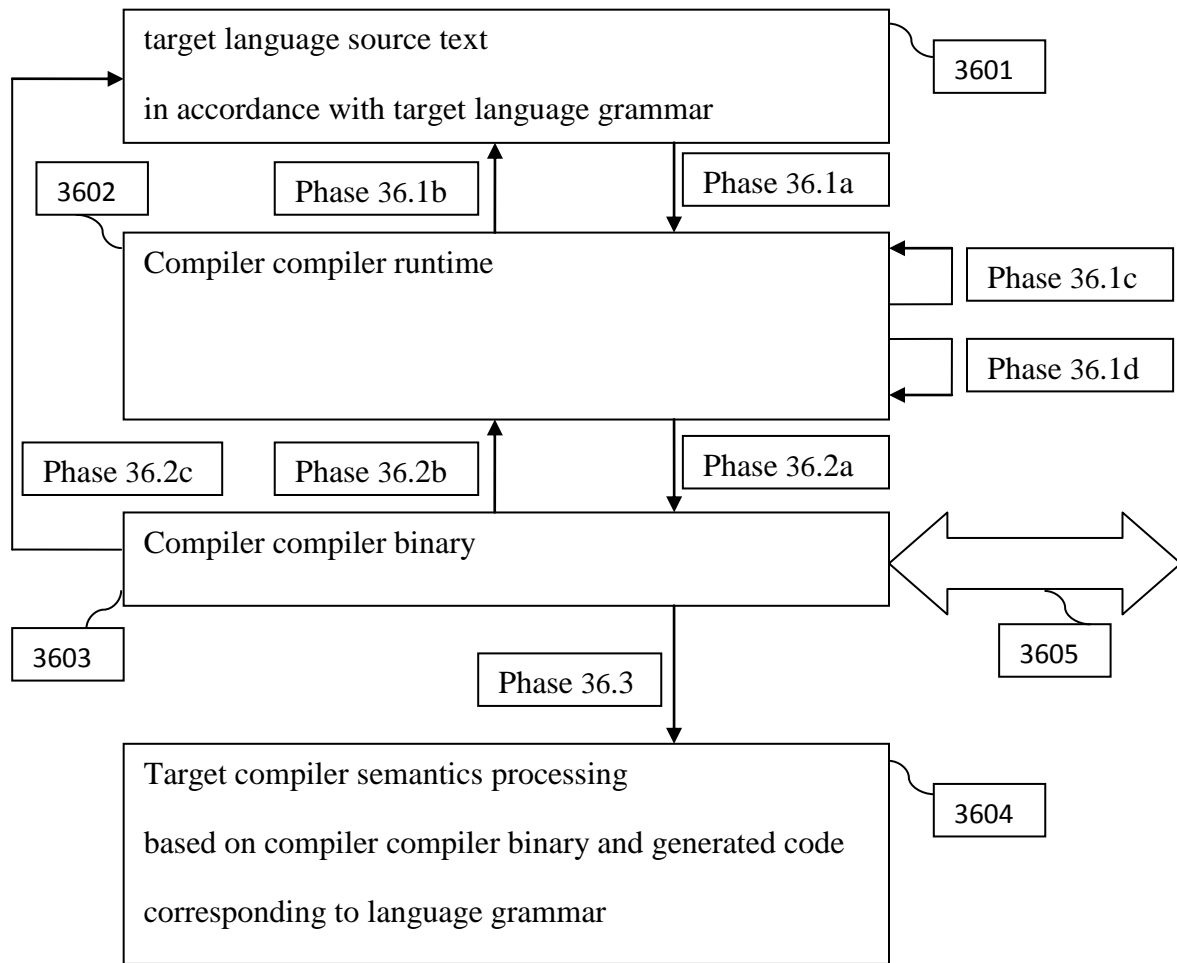 target language source text
3601
in accordance with target language grammar
3602
Phase 36.1b
Phase 36.1a
Compiler compiler runtime
Phase 36.1c
Phase 36.1d
Phase 36.2c
Phase 36.2b
Phase 36.2a
Compiler compiler binary
3603
3605
Phase 36.3
Target compiler semantics processing
3604
based on compiler compiler binary and generated code
corresponding to language grammar